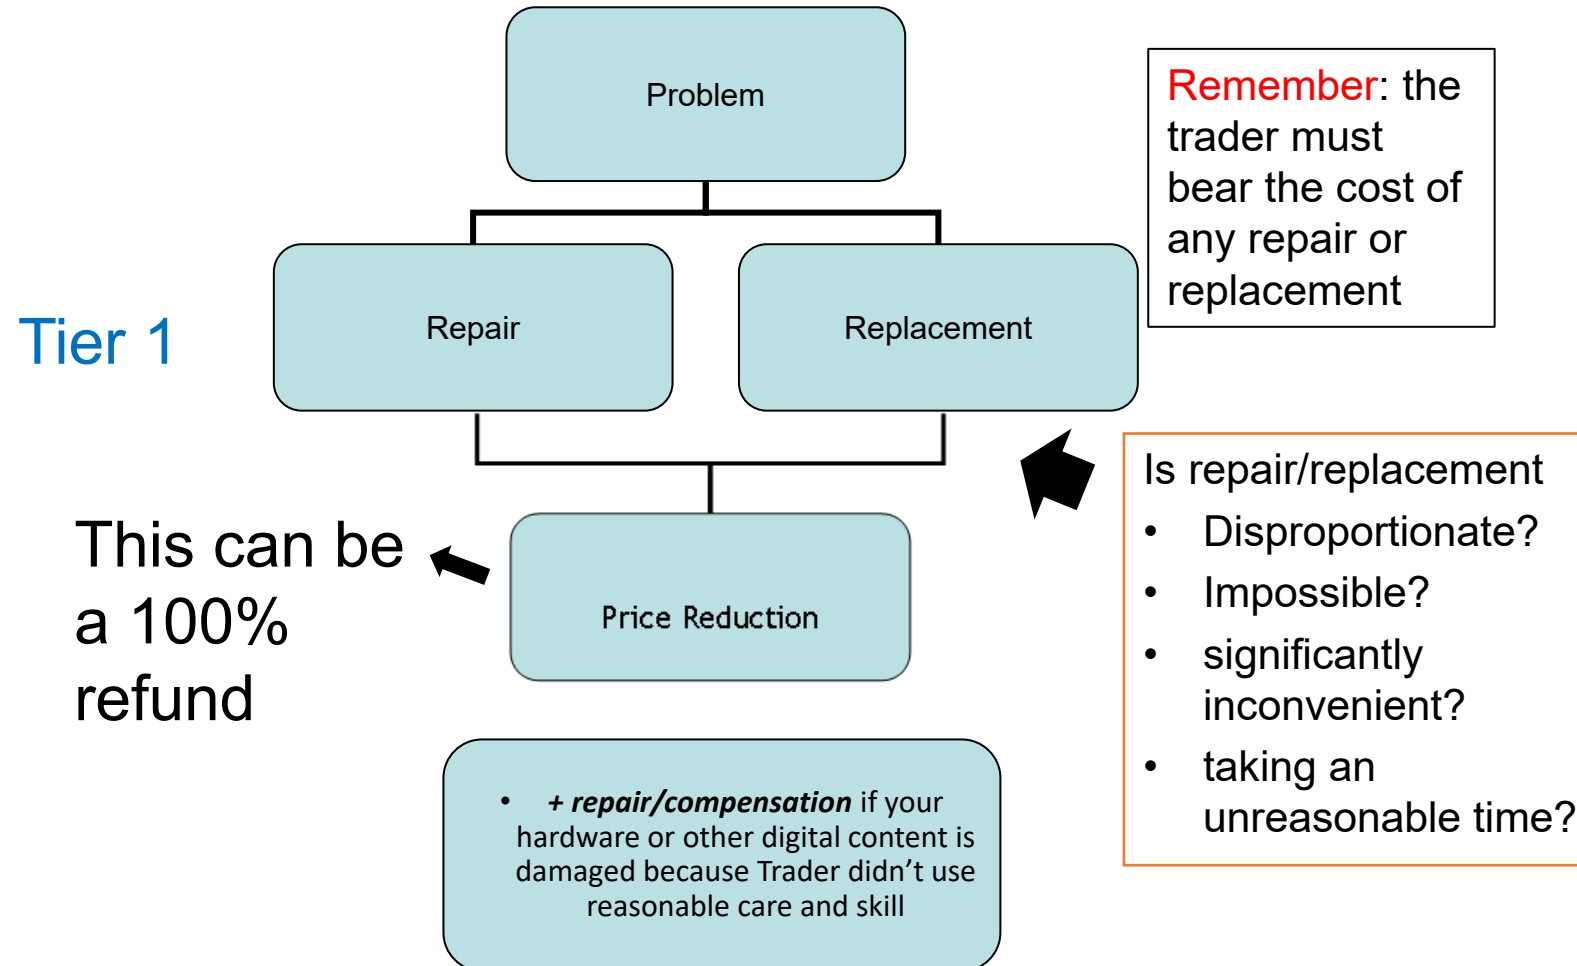 Problem
Remember: the
trader must
bear the cost of
any repair or
replacement
Tier 1
Repair
Replacement
Is repair/replacement
• Disproportionate?
• Impossible?
• significantly
inconvenient?
• taking an
unreasonable time?
This can be
a 100%
refund
Price Reduction
• + repair/compensation if your
hardware or other digital content is
damaged because Trader didn’t use
reasonable care and skill